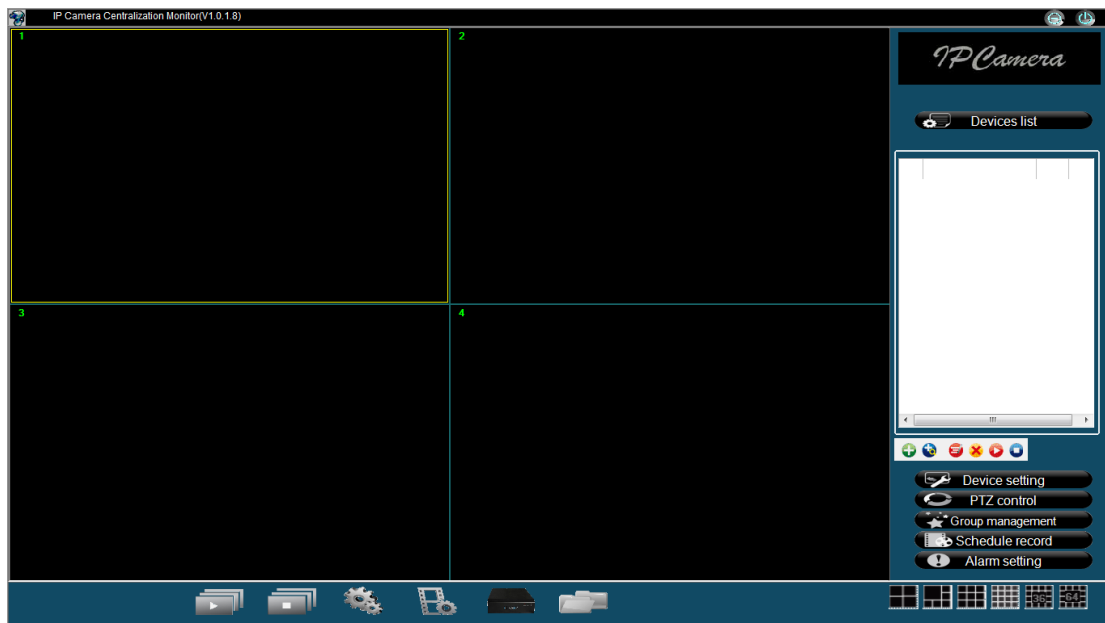 IP Camera Centralization Monitor(V1.0.1.8)
1
2
3
4
IPCamera
Devices list
Device setting
PTZ control
Group management
Schedule record
Alarm setting
36
64